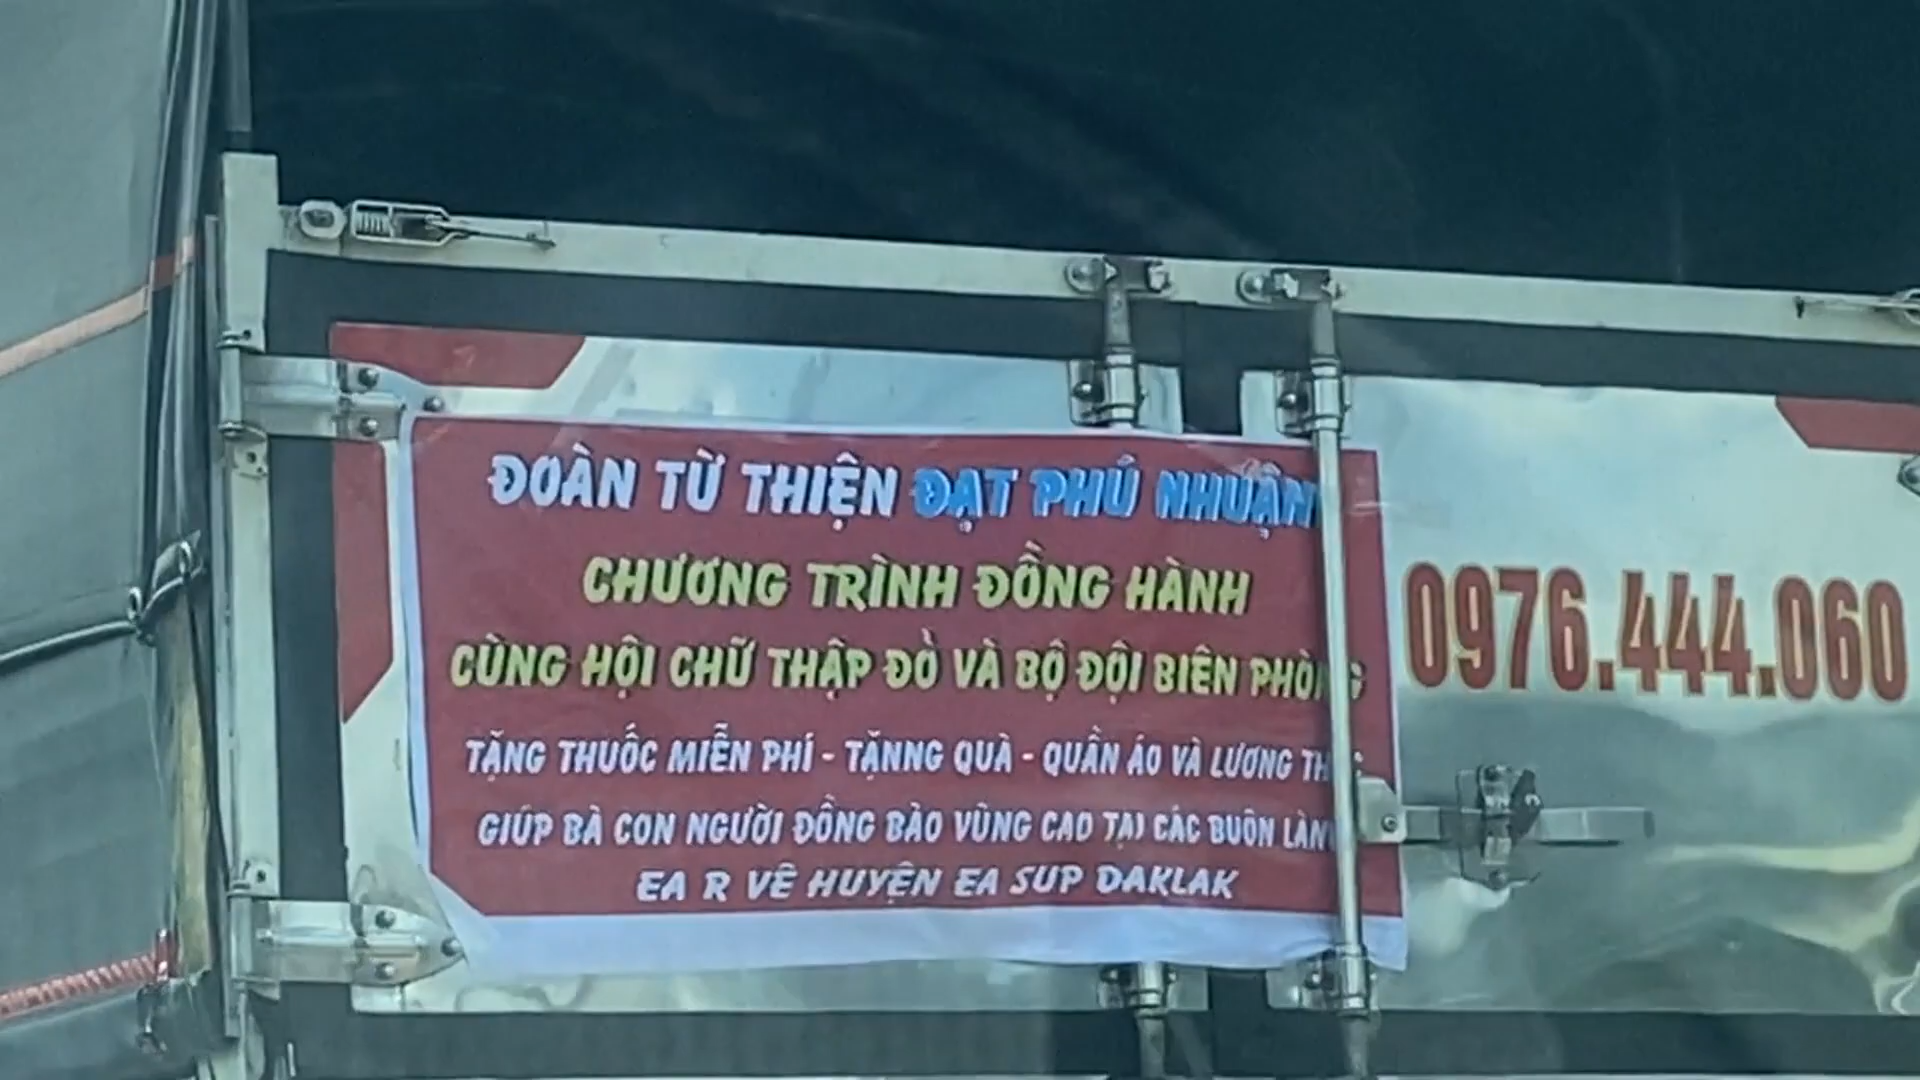 ĐOÀN TỪ THIỆN ĐẠT PHÚ NHUẬN
CHƯƠNG TRÌNH ĐỒNG HÀNH
CÙNG HỘI CHỮ THẬP ĐỎ VÀ BỘ ĐỘI BIÊN PHÒNG
TẶNG THUỐC MIỄN PHÍ - TẶNNG QUÀ - QUẦN ÁO VÀ LƯƠNG
GIÚP BÀ CON NGƯỜI ĐỒNG BÀO VÙNG CAO TẠI CÁC BUÔN LÀNG
EA R VÊ HUYỆN EA SUP DAKLAK
0976.444.060